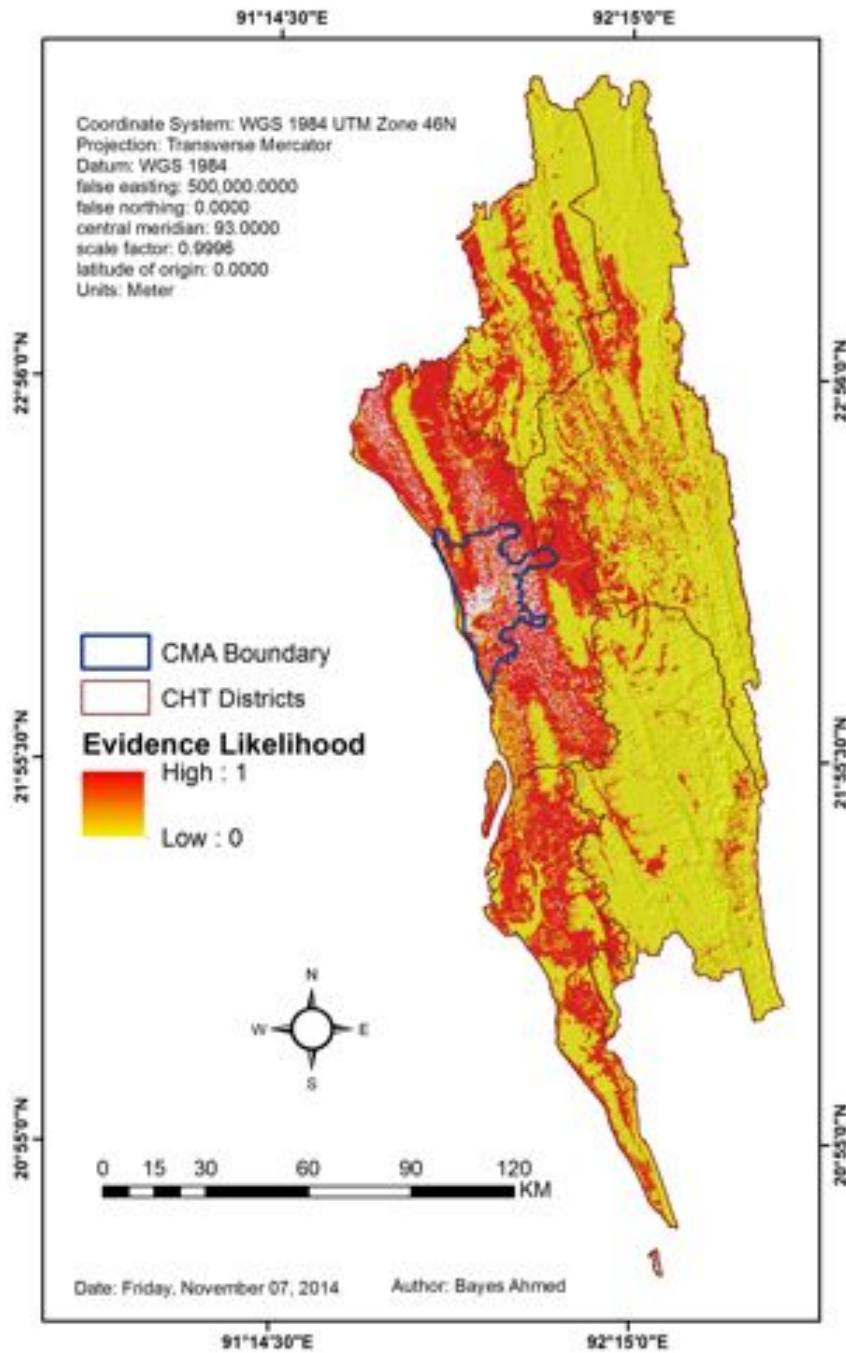 91°14'30"E
92°15'0"E
Coordinate System: WGS 1984 UTM Zone 46N
Projection: Transverse Mercator
Datum: WGS 1984
false easting: 500,000.0000
false northing: 0.0000
central meridian: 93.0000
scale factor: 0.9996
latitude of origin: 0.0000
Units: Meter
22°56'0"N
22°56'0"N
CMA Boundary
CHT Districts
Evidence Likelihood
High : 1
Low : 0
21°55'30"N
21°55'30"N
N
W
E
S
20°55'0"N
20°55'0"N
0 15 30 60 90 120
KM
Date: Friday, November 07, 2014 Author: Bayes Ahmed
91°14'30"E
92°15'0"E